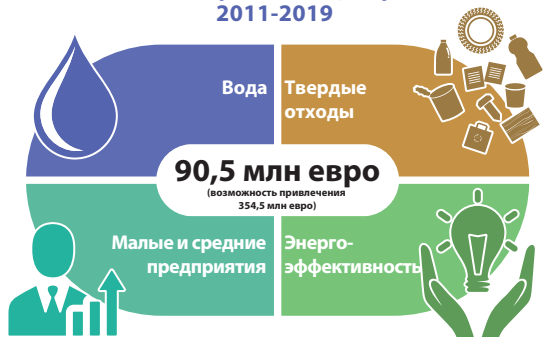 2011-2019
Вода
Твердые
отходы
90,5 млн евро
(возможность привлечения
354,5 млн евро)
Малые и средние
предприятия
Энерго-
эффективность